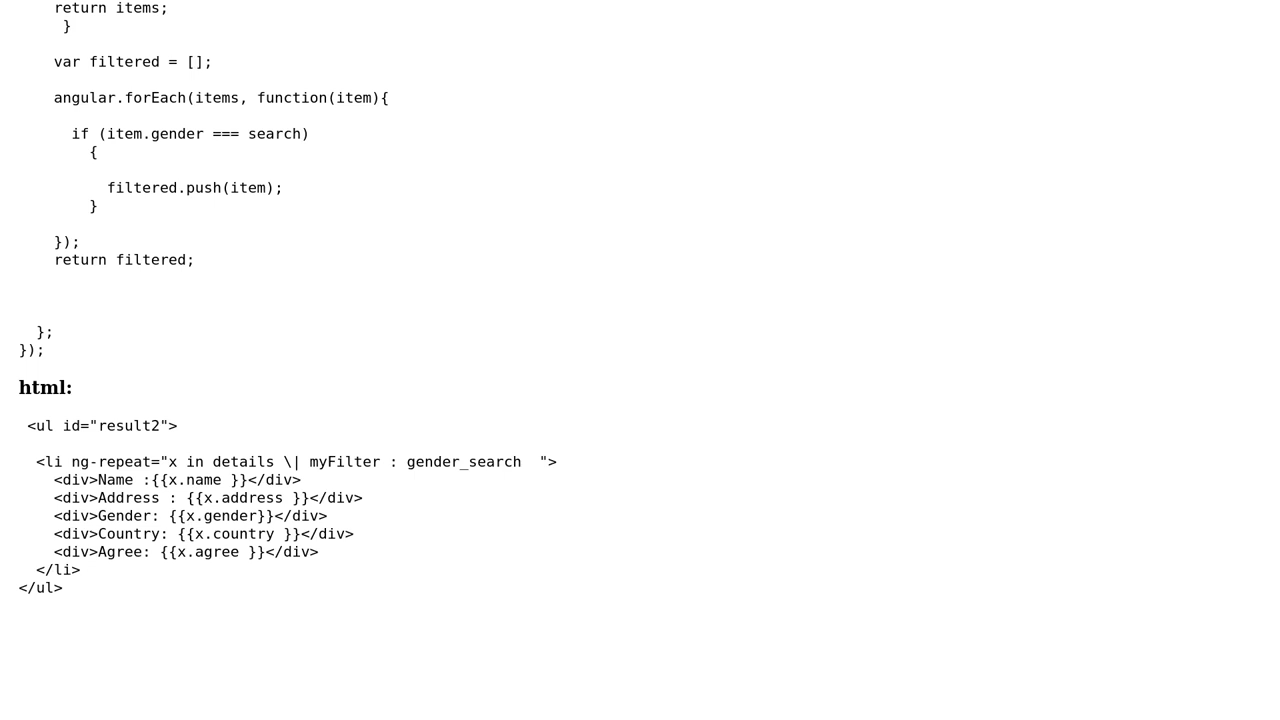 return items;
     }
    var filtered = [];
    angular.forEach(items, function(item){
      if (item.gender === search)
        {
          filtered.push(item);
        }
    });
    return filtered;
  };
});
html:
 <ul id="result2">
  <li ng-repeat="x in details \| myFilter : gender_search  ">
    <div>Name :{{x.name }}</div>
    <div>Address : {{x.address }}</div>
    <div>Gender: {{x.gender}}</div>
    <div>Country: {{x.country }}</div>
    <div>Agree: {{x.agree }}</div>
  </li>
</ul>